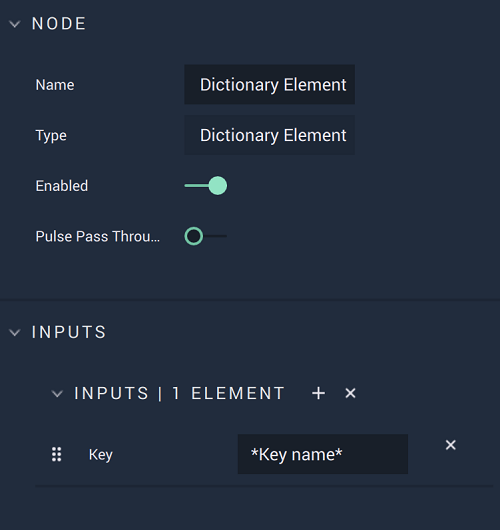 NODE
Name Dictionary Element
Type Dictionary Element
Enabled
Pulse Pass Throu...
INPUTS
INPUTS | 1 ELEMENT
Key *Key name*